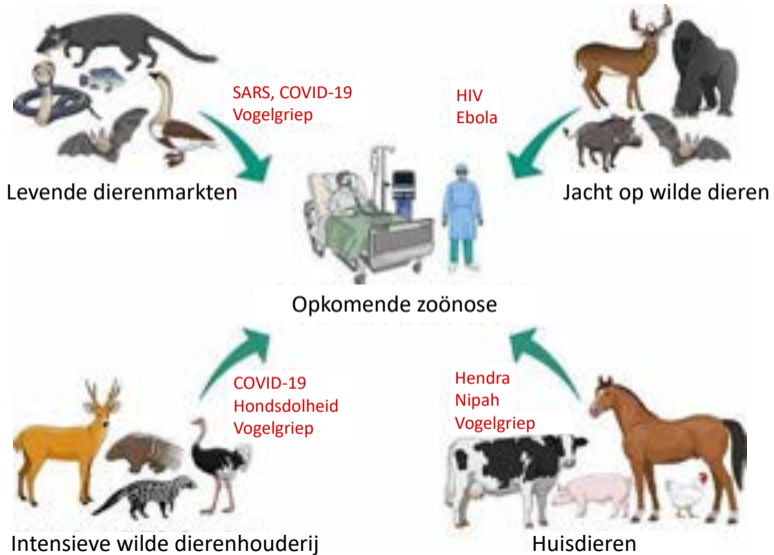 SARS, COVID-19
Vogelgriep
HIV
Ebola
Levende dierenmarkten
Jacht op wilde dieren
Opkomende zoönose
COVID-19
Hondsdolheid
Vogelgriep
Hendra
Nipah
Vogelgriep
Intensieve wilde dierenhouderij
Huisdieren